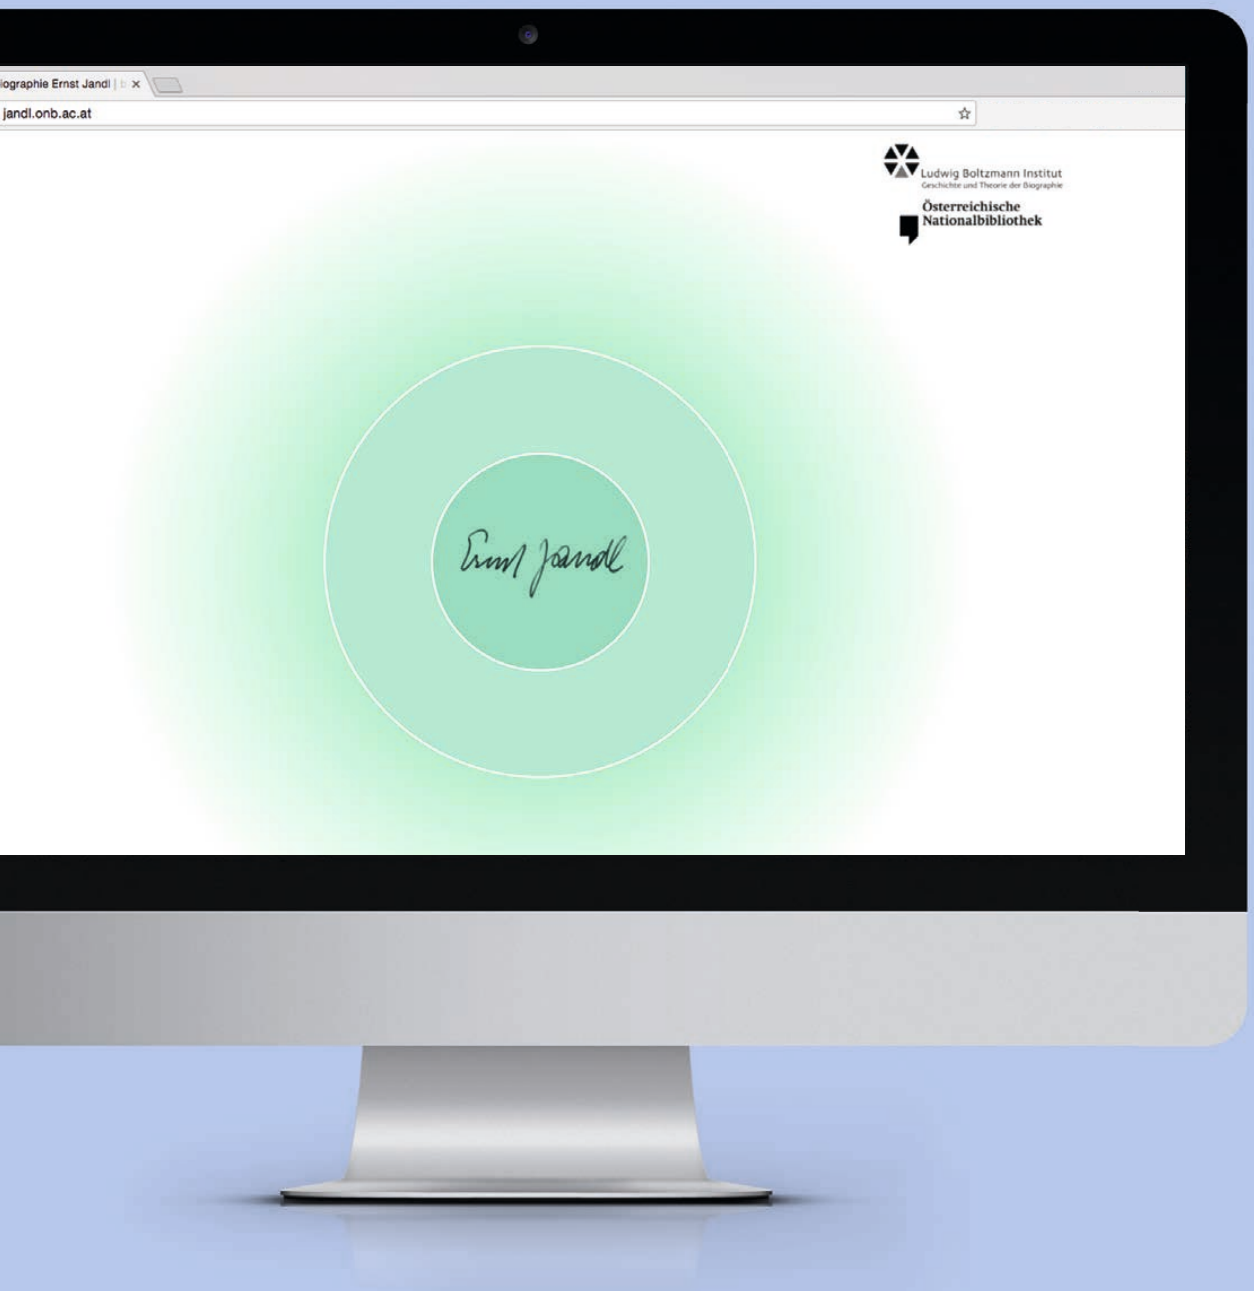 iographie Ernst Jandl |
jandl.onb.ac.at
Ludwig Boltzmann Institut
Geschichte und Theorie der Biographie
Österreichische
Nationalbibliothek
Ernst Jandl